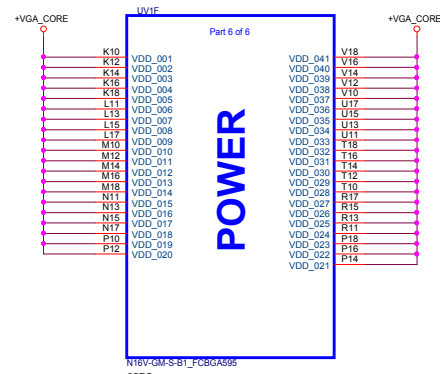 UV1F
+VGA_CORE
+VGA_CORE
Part 6 of 6
K10 VDD_001
K12 VDD_002
K14 VDD_003
K16 VDD_004
K18 VDD_005
L11 VDD_006
L13 VDD_007
L15 VDD_008
L17 VDD_009
M10 VDD_010
M12 VDD_011
M14 VDD_012
M16 VDD_013
M18 VDD_014
N11 VDD_015
N13 VDD_016
N15 VDD_017
N17 VDD_018
P10 VDD_019
P12 VDD_020
POWER
VDD_041 V18
VDD_040 V16
VDD_039 V14
VDD_038 V12
VDD_037 V10
VDD_036 U17
VDD_035 U15
VDD_034 U13
VDD_033 U11
VDD_032 T18
VDD_031 T16
VDD_030 T14
VDD_029 T12
VDD_028 T10
VDD_027 R17
VDD_026 R15
VDD_025 R13
VDD_024 R11
VDD_023 P18
VDD_022 P16
VDD_021 P14
N16V-GM-S-B1_FCBGA595